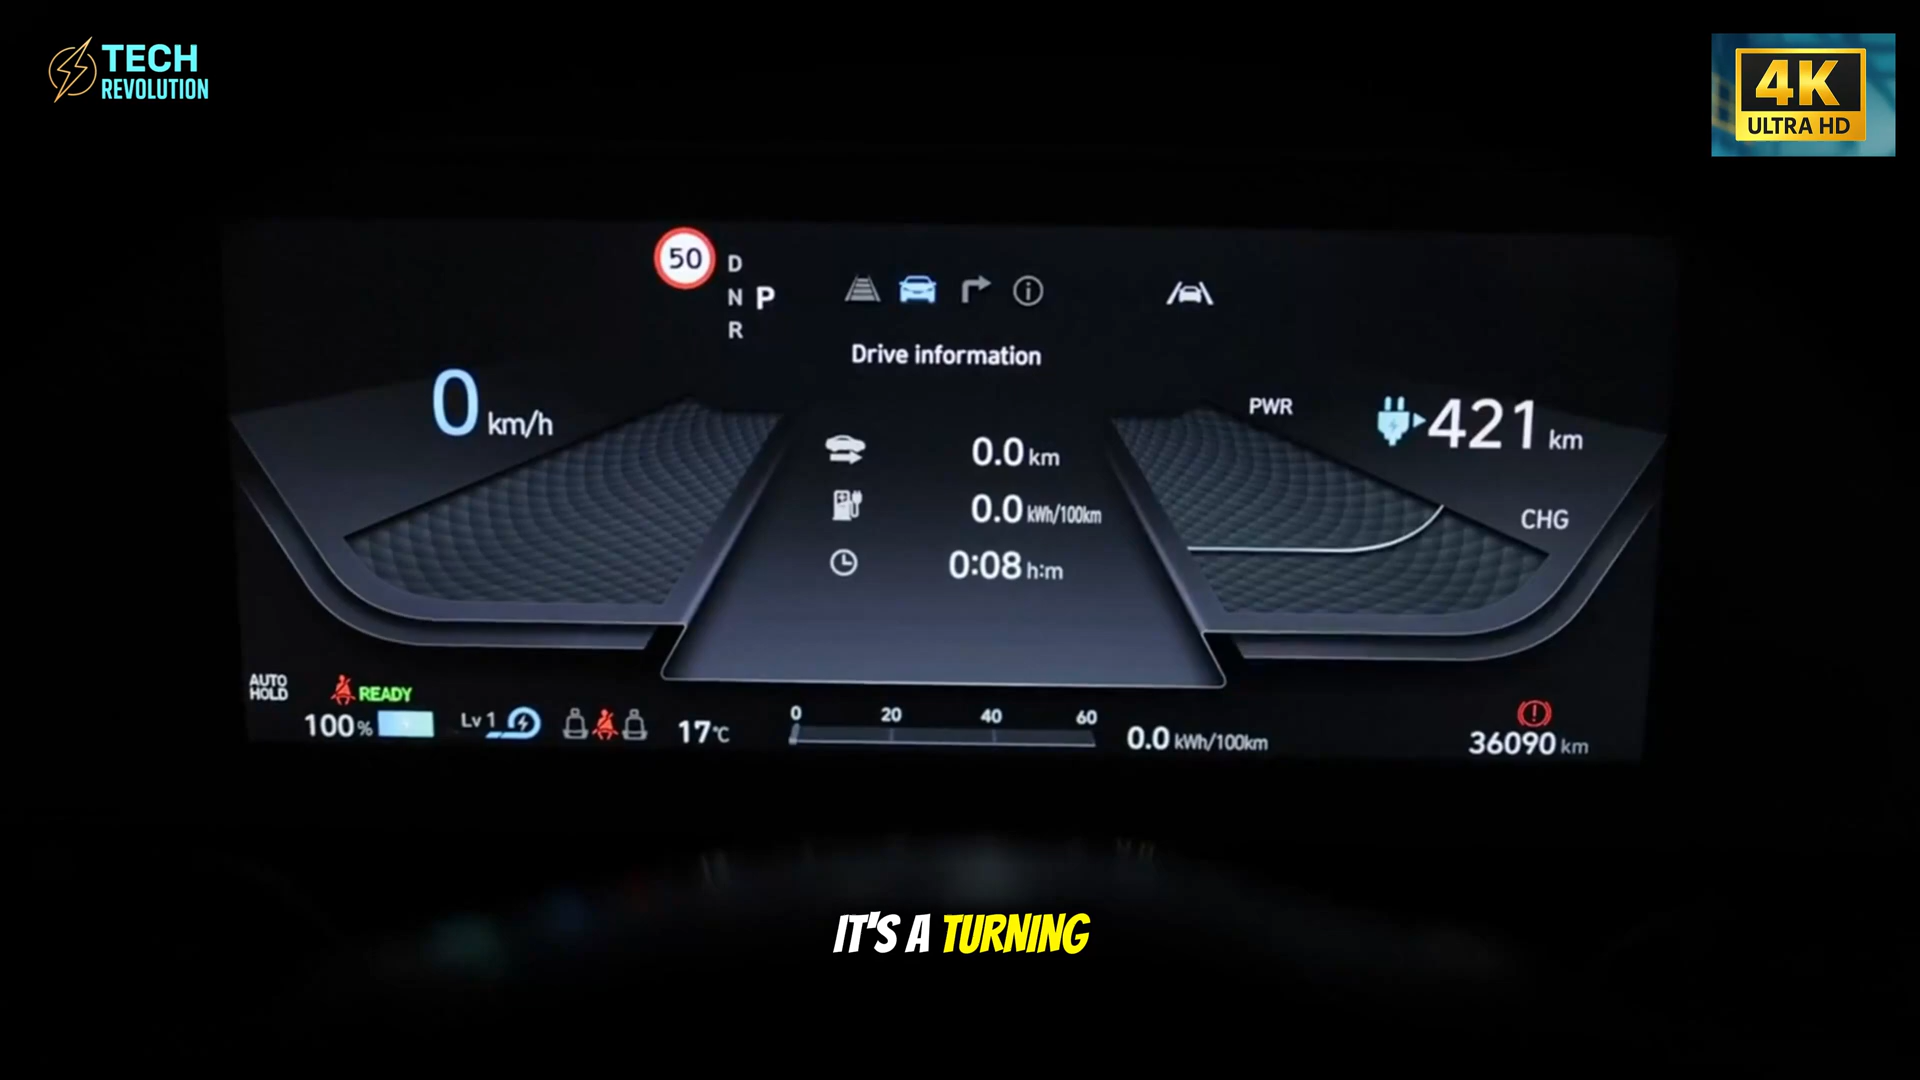 TECH
REVOLUTION
4K
ULTRA HD
50
D
N P
R
Drive information
0 km/h
PWR
421 km
0.0 km
0.0 kWh/100km
CHG
0:08 h:m
AUTO
HOLD
READY
100%
Lv 1
17°C
0 20 40 60
0.0 kWh/100km
36090 km
IT'S A TURNING